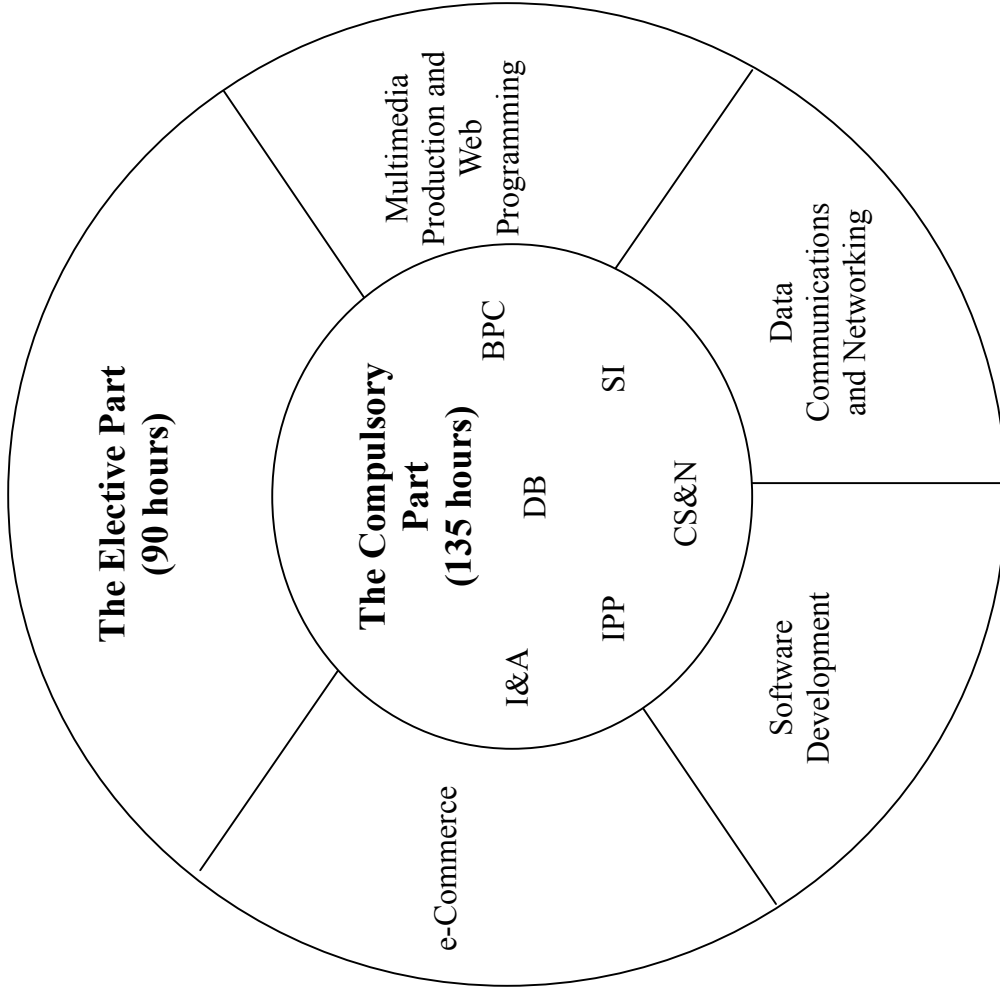 The Elective Part
(90 hours)
Multimedia
Production and
Web
Programming
The Compulsory
Part
(135 hours)
e-Commerce
I&A
DB
BPC
IPP
SI
CS&N
Software
Development
Data
Communications
and Networking